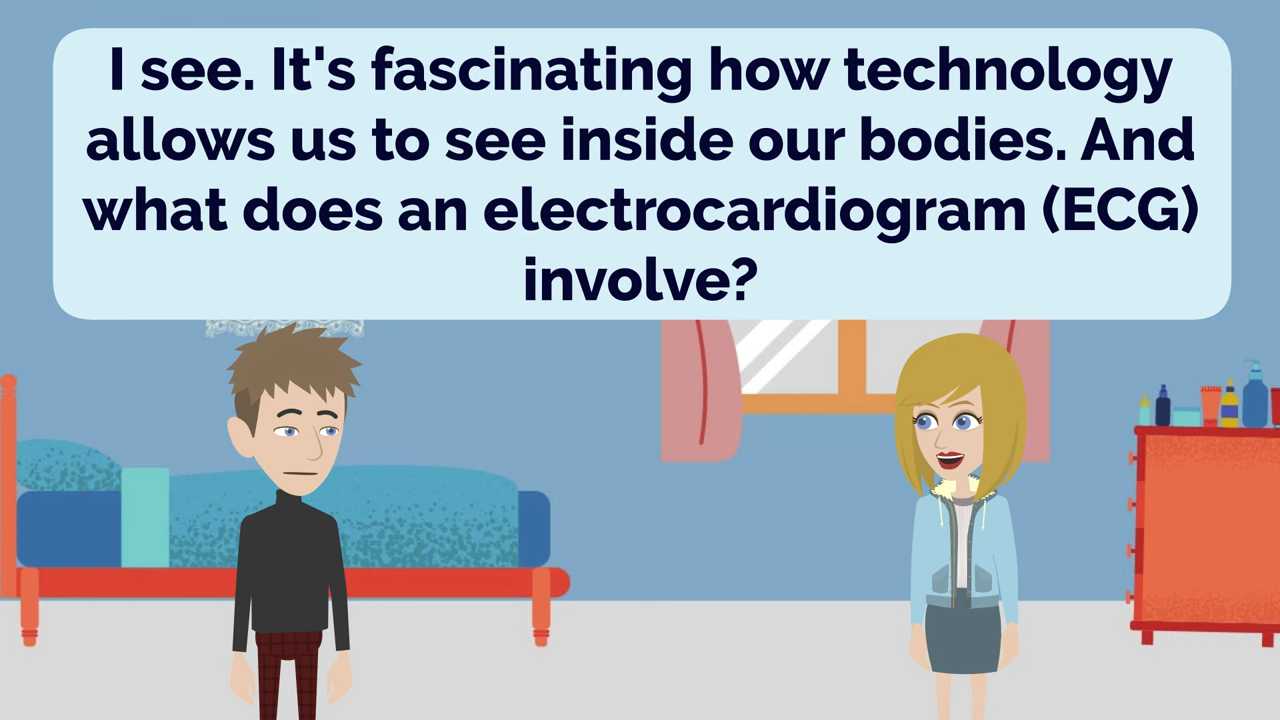 I see. It's fascinating how technology
allows us to see inside our bodies. And
what does an electrocardiogram (ECG)
involve?